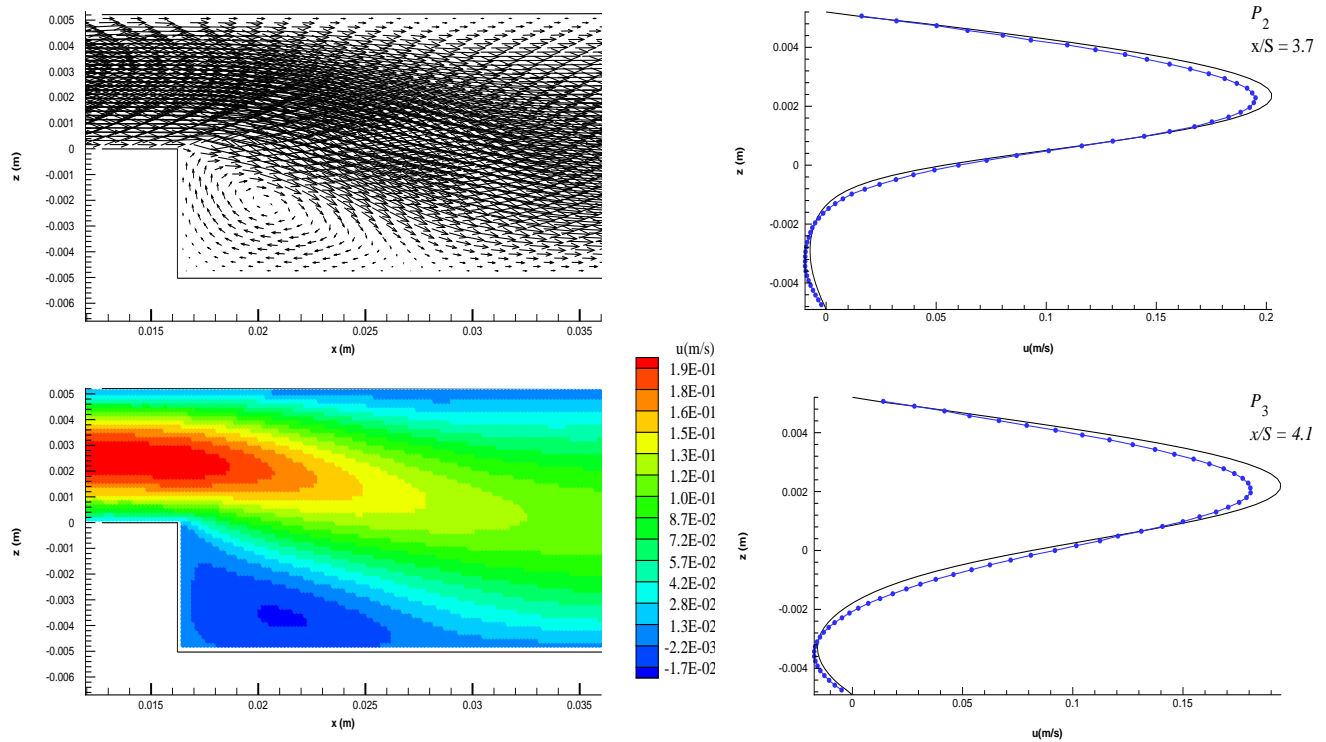 0.005
0.004
0.003
0.002
0.001
0
-0.001
-0.002
-0.003
-0.004
-0.005
-0.006
z (m)
0.015
0.02
0.025
0.03
0.035
x (m)
P2
x/S = 3.7
0.004
0.002
0
-0.002
-0.004
z (m)
0
0.05
0.1
0.15
0.2
u(m/s)
0.005
0.004
0.003
0.002
0.001
0
-0.001
-0.002
-0.003
-0.004
-0.005
-0.006
z (m)
0.015
0.02
0.025
0.03
0.035
x (m)
u(m/s)
1.9E-01
1.8E-01
1.6E-01
1.5E-01
1.3E-01
1.2E-01
1.0E-01
8.7E-02
7.2E-02
5.7E-02
4.2E-02
2.8E-02
1.3E-02
-2.2E-03
-1.7E-02
P3
x/S = 4.1
0.004
0.002
0
-0.002
-0.004
z (m)
0
0.05
0.1
0.15
u(m/s)